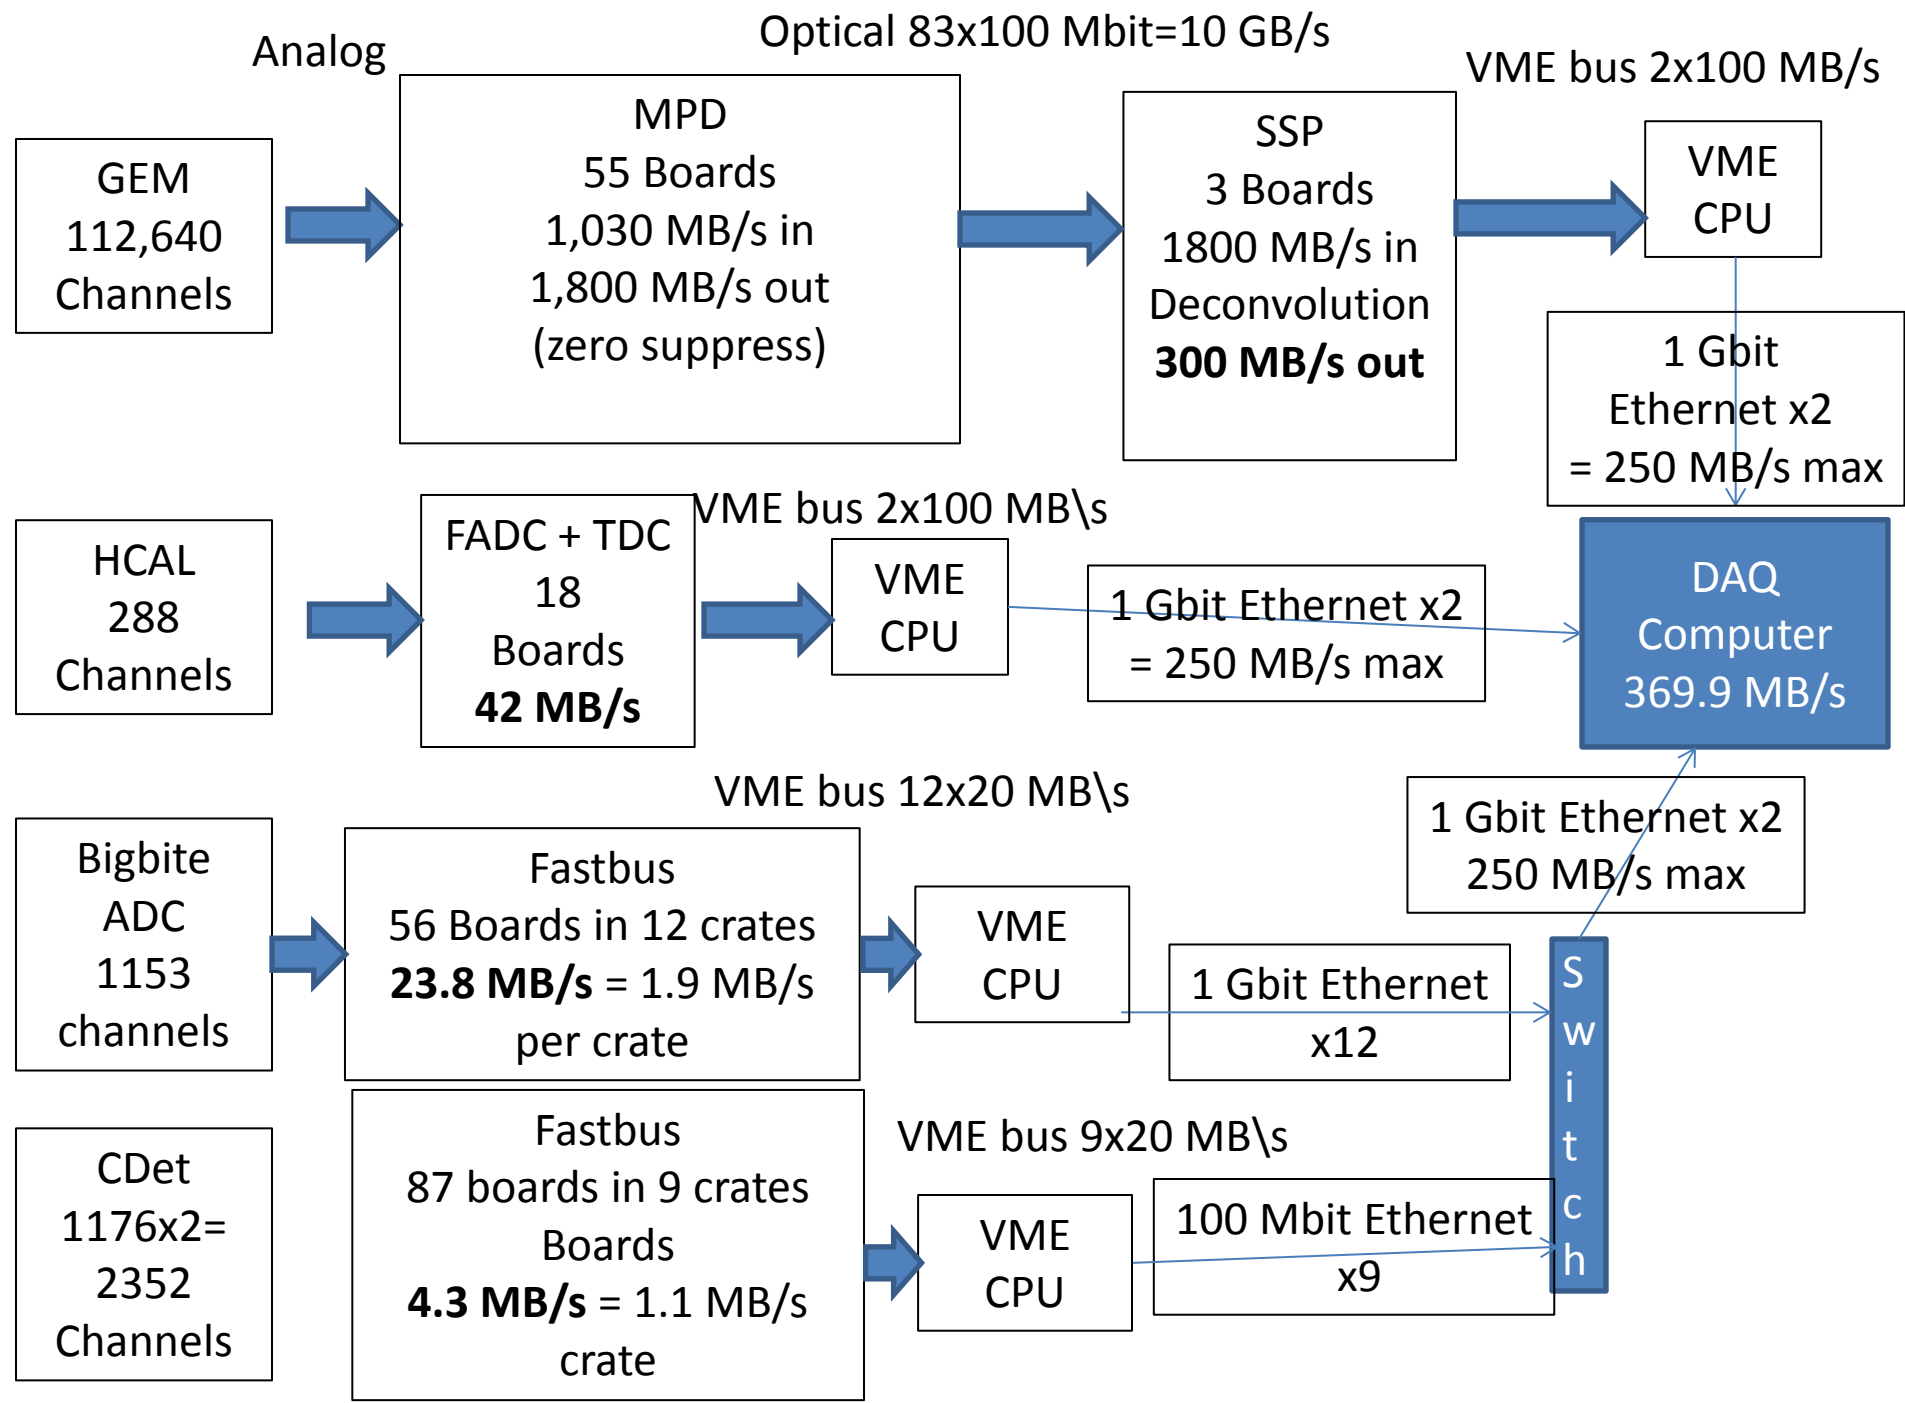 Optical 83x100 Mbit=10 GB/s
Analog
VME bus 2x100 MB/s
GEM
112,640
Channels
MPD
55 Boards
1,030 MB/s in
1,800 MB/s out
(zero suppress)
SSP
3 Boards
1800 MB/s in
Deconvolution
300 MB/s out
VME
CPU
1 Gbit
Ethernet x2
= 250 MB/s max
HCAL
288
Channels
FADC + TDC
18
Boards
42 MB/s
VME bus 2x100 MB\s
VME
CPU
1 Gbit Ethernet x2
= 250 MB/s max
DAQ
Computer
369.9 MB/s
VME bus 12x20 MB\s
Bigbite
ADC
1153
channels
Fastbus
56 Boards in 12 crates
23.8 MB/s = 1.9 MB/s
per crate
VME
CPU
1 Gbit Ethernet
x12
1 Gbit Ethernet x2
250 MB/s max
S
w
i
t
c
h
CDet
1176x2=
2352
Channels
Fastbus
87 boards in 9 crates
Boards
4.3 MB/s = 1.1 MB/s
crate
VME bus 9x20 MB\s
VME
CPU
100 Mbit Ethernet
x9